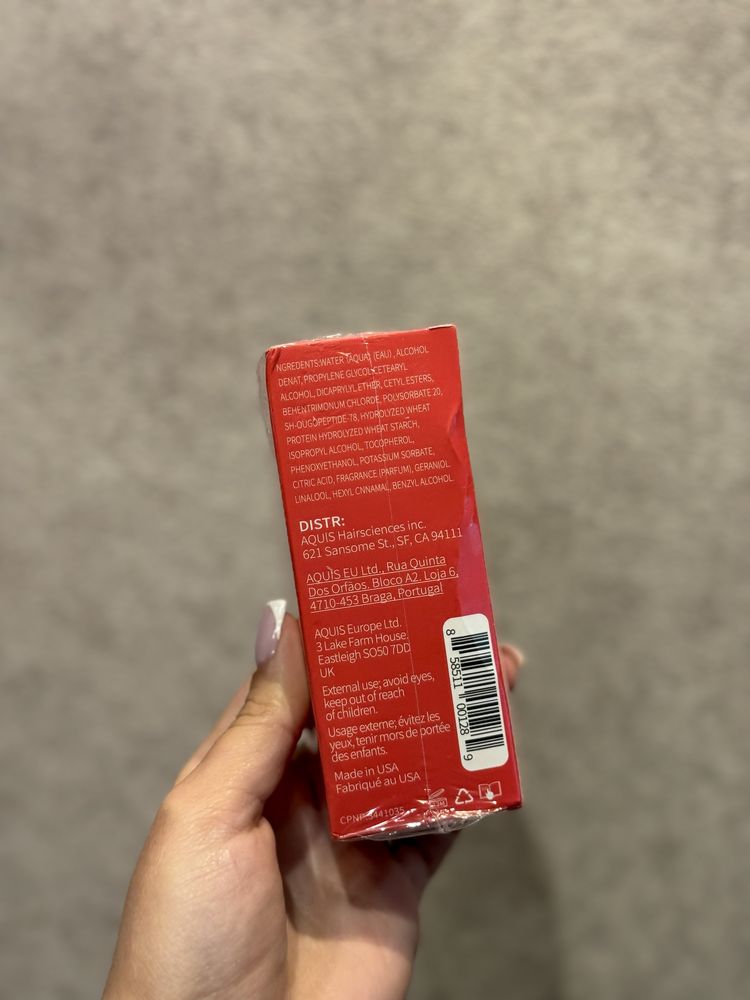 NGREDENTS:WATER (AQUA) (EAU), ALCOHOL
DENAT, PROPYLENE GLYCOL, CETEARYL
ALCOHOL, DICAPRYLYL ETHER, CETYL ESTERS,
BEHENTRIMONUM CHLORDE, POLYSORBATE 20,
SH-OUGOPEPTIDE-78, HYDROLYZED WHEAT
PROTEIN HYDROLYZED WHEAT STARCH,
ISOPROPYL ALCOHOL, TOCOPHEROL,
PHENOXYETHANOL, POTASSIUM SORBATE,
CITRIC ACID, FRAGRANCE (PARFUM), GERANIOL
LINALOOL, HEXYL CNNAMAL, BENZYL ALCOHOL.
DISTR:
AQUIS Hairsciences inc.
621 Sansome St., SF, CA 94111
AQUIS EU Ltd., Rua Quinta
Dos Orfãos. Bloco A2. Loja 6,
4710-453 Braga, Portugal
AQUIS Europe Ltd.
3 Lake Farm House.
Eastleigh SO50 7DD
UK
External use; avoid eyes,
keep out of reach
of children.
Usage externe; évitez les
yeux, tenir mors de portée
des enfants.
Made in USA
Fabriqué au USA
8 58511 00128 9